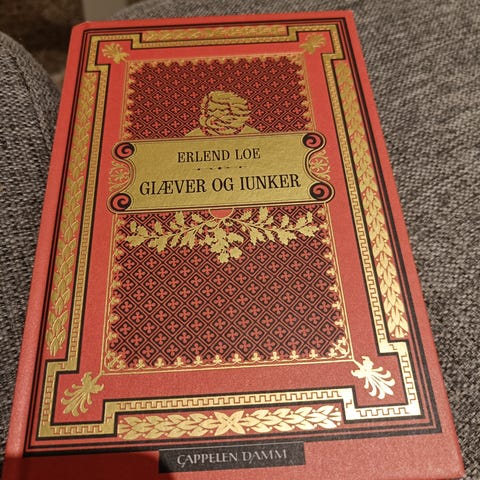 ERLEND LOE
GIÆVER OG IUNKER
CAPPELEN DAMM